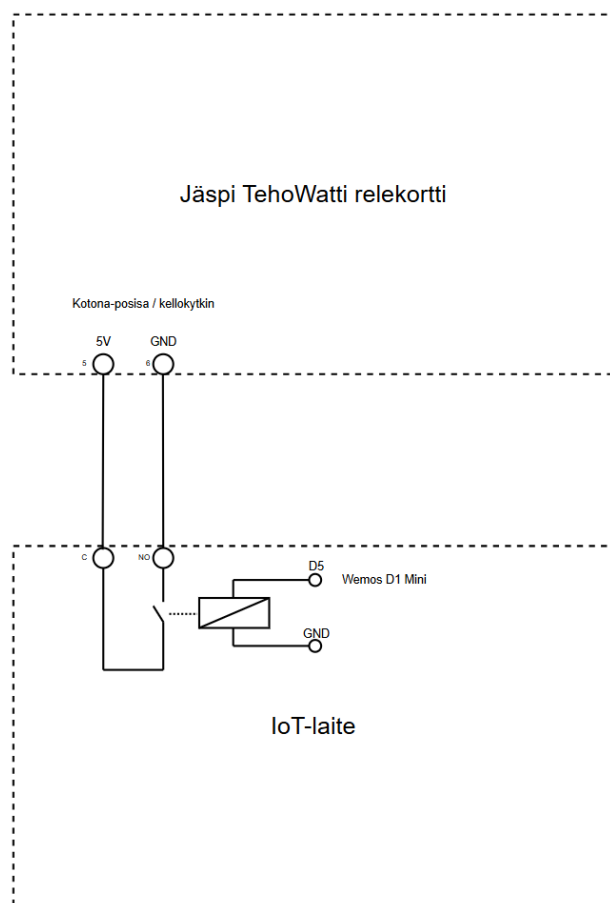 Jäspi TehoWatti relekortti
Kotona-posisa / kellokytkin
5V GND
5 6
C NO
D5
Wemos D1 Mini
GND
IoT-laite